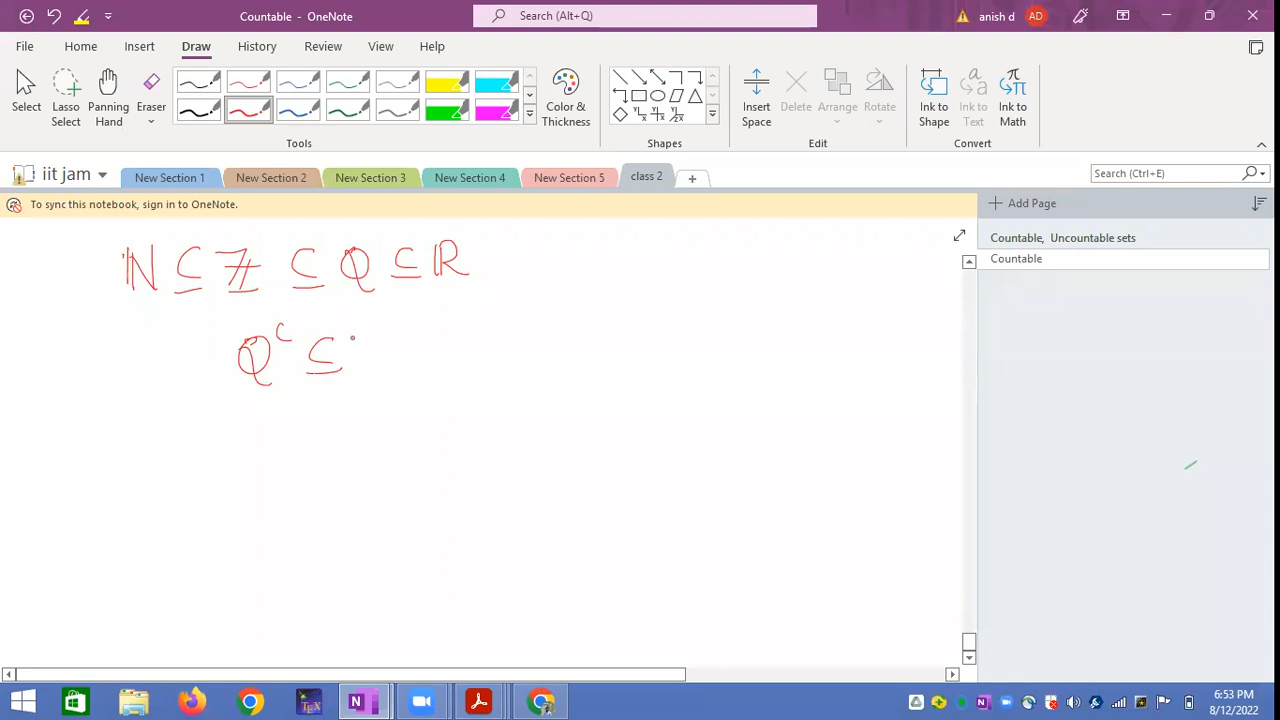 Countable - OneNote
Search (Alt+Q)
anish d
AD
File Home Insert Draw History Review View Help
Select
Lasso Select
Panning Hand
Eraser
Color & Thickness
Insert Space
Delete
Arrange
Rotate
Ink to Shape
Ink to Text
Ink to Math
Tools
Shapes
Edit
Convert
iit jam
New Section 1
New Section 2
New Section 3
New Section 4
New Section 5
class 2
Search (Ctrl+E)
To sync this notebook, sign in to OneNote.
Add Page
Countable, Uncountable sets
Countable
ℕ ⊆ ℤ ⊆ ℚ ⊆ ℝ
ℚᶜ ⊆
6:53 PM
8/12/2022